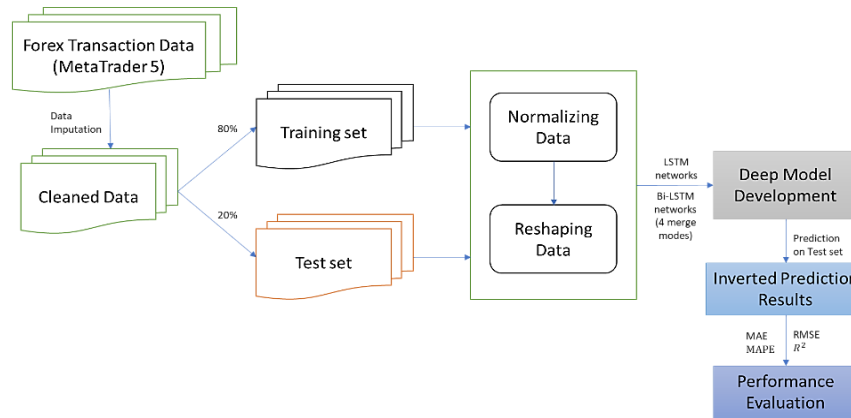 Forex Transaction Data
(MetaTrader 5)
Data
Imputation
Cleaned Data
80%
20%
Training set
Test set
Normalizing
Data
Reshaping
Data
LSTM
networks
Bi-LSTM
networks
(4 merge
modes)
Deep Model
Development
Prediction
on Test set
Inverted Prediction
Results
MAE
MAPE
RMSE
R²
Performance
Evaluation